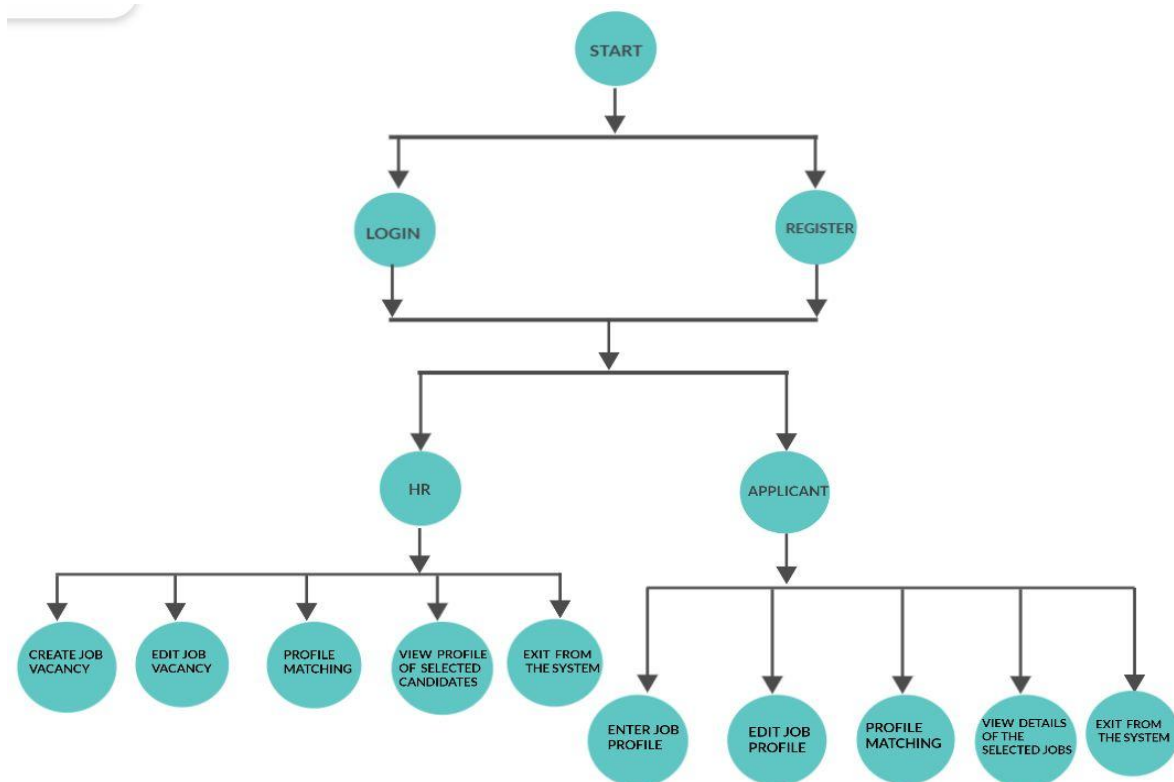 START
LOGIN
REGISTER
HR
APPLICANT
CREATE JOB
VACANCY
EDIT JOB
VACANCY
PROFILE
MATCHING
VIEW PROFILE
OF SELECTED
CANDIDATES
EXIT FROM
THE SYSTEM
ENTER JOB
PROFILE
EDIT JOB
PROFILE
PROFILE
MATCHING
VIEW DETAILS
OF THE
SELECTED JOBS
EXIT FROM
THE SYSTEM